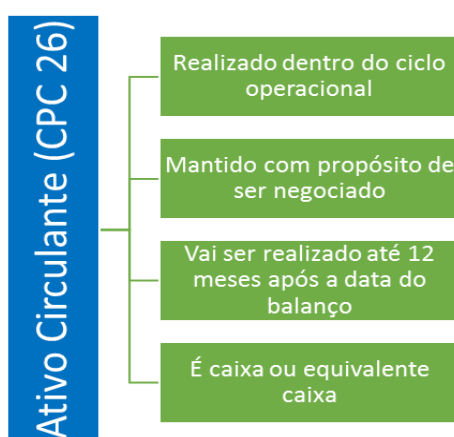 Ativo Circulante (CPC 26)
Realizado dentro do ciclo
operacional
Mantido com propósito de
ser negociado
Vai ser realizado até 12
meses após a data do
balanço
É caixa ou equivalente
caixa